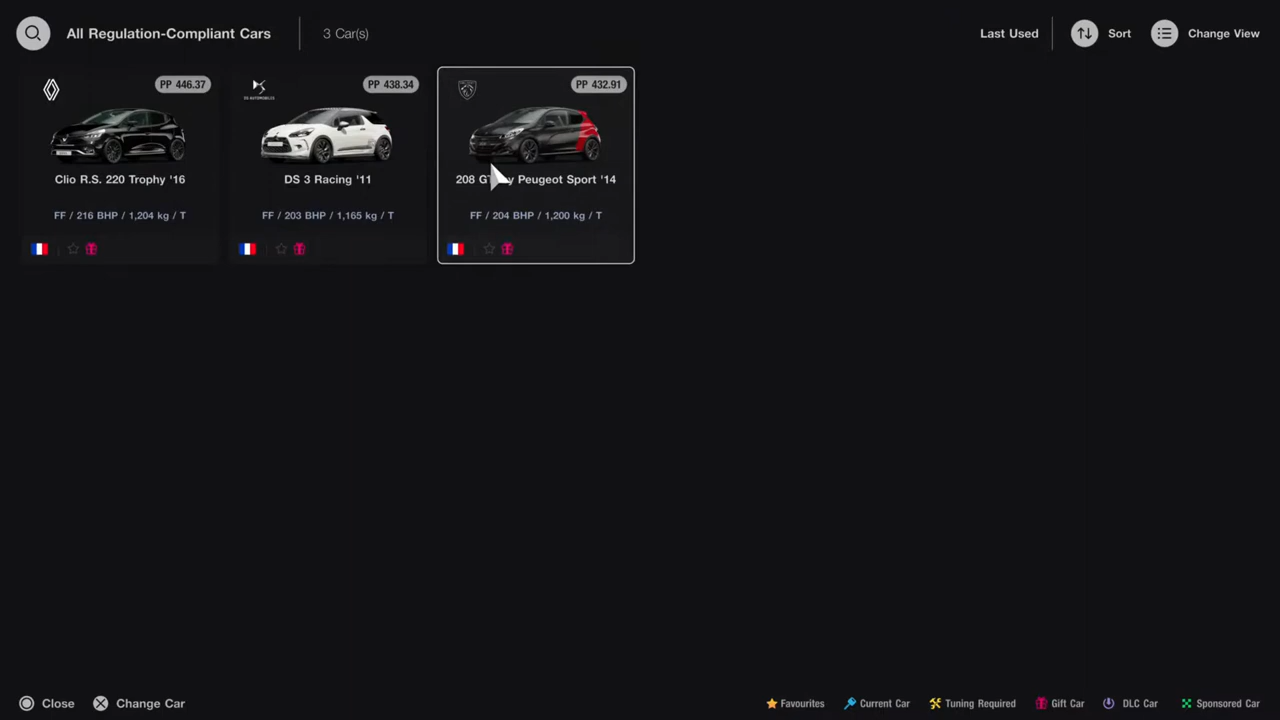 All Regulation-Compliant Cars
3 Car(s)
Last Used
Sort
Change View
PP 446.37
Clio R.S. 220 Trophy '16
FF / 216 BHP / 1,204 kg / T
DS AUTOMOBILES
PP 438.34
DS 3 Racing '11
FF / 203 BHP / 1,165 kg / T
PP 432.91
208 Peugeot Sport '14
FF / 204 BHP / 1,200 kg / T
Close
Change Car
Favourites
Current Car
Tuning Required
Gift Car
DLC Car
Sponsored Car